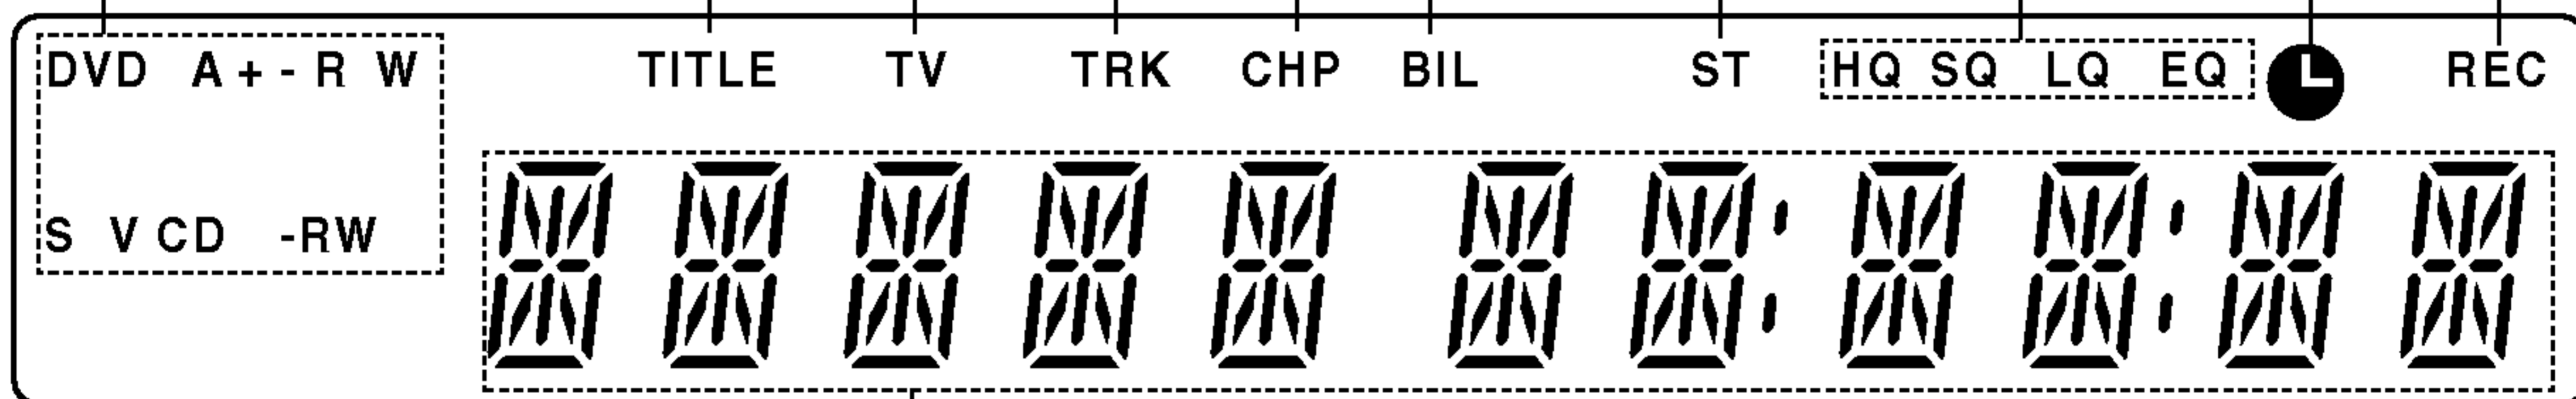 DVD A + - R W TITLE TV TRK CHP BIL ST HQ SQ LQ EQ REC
S V CD -RW